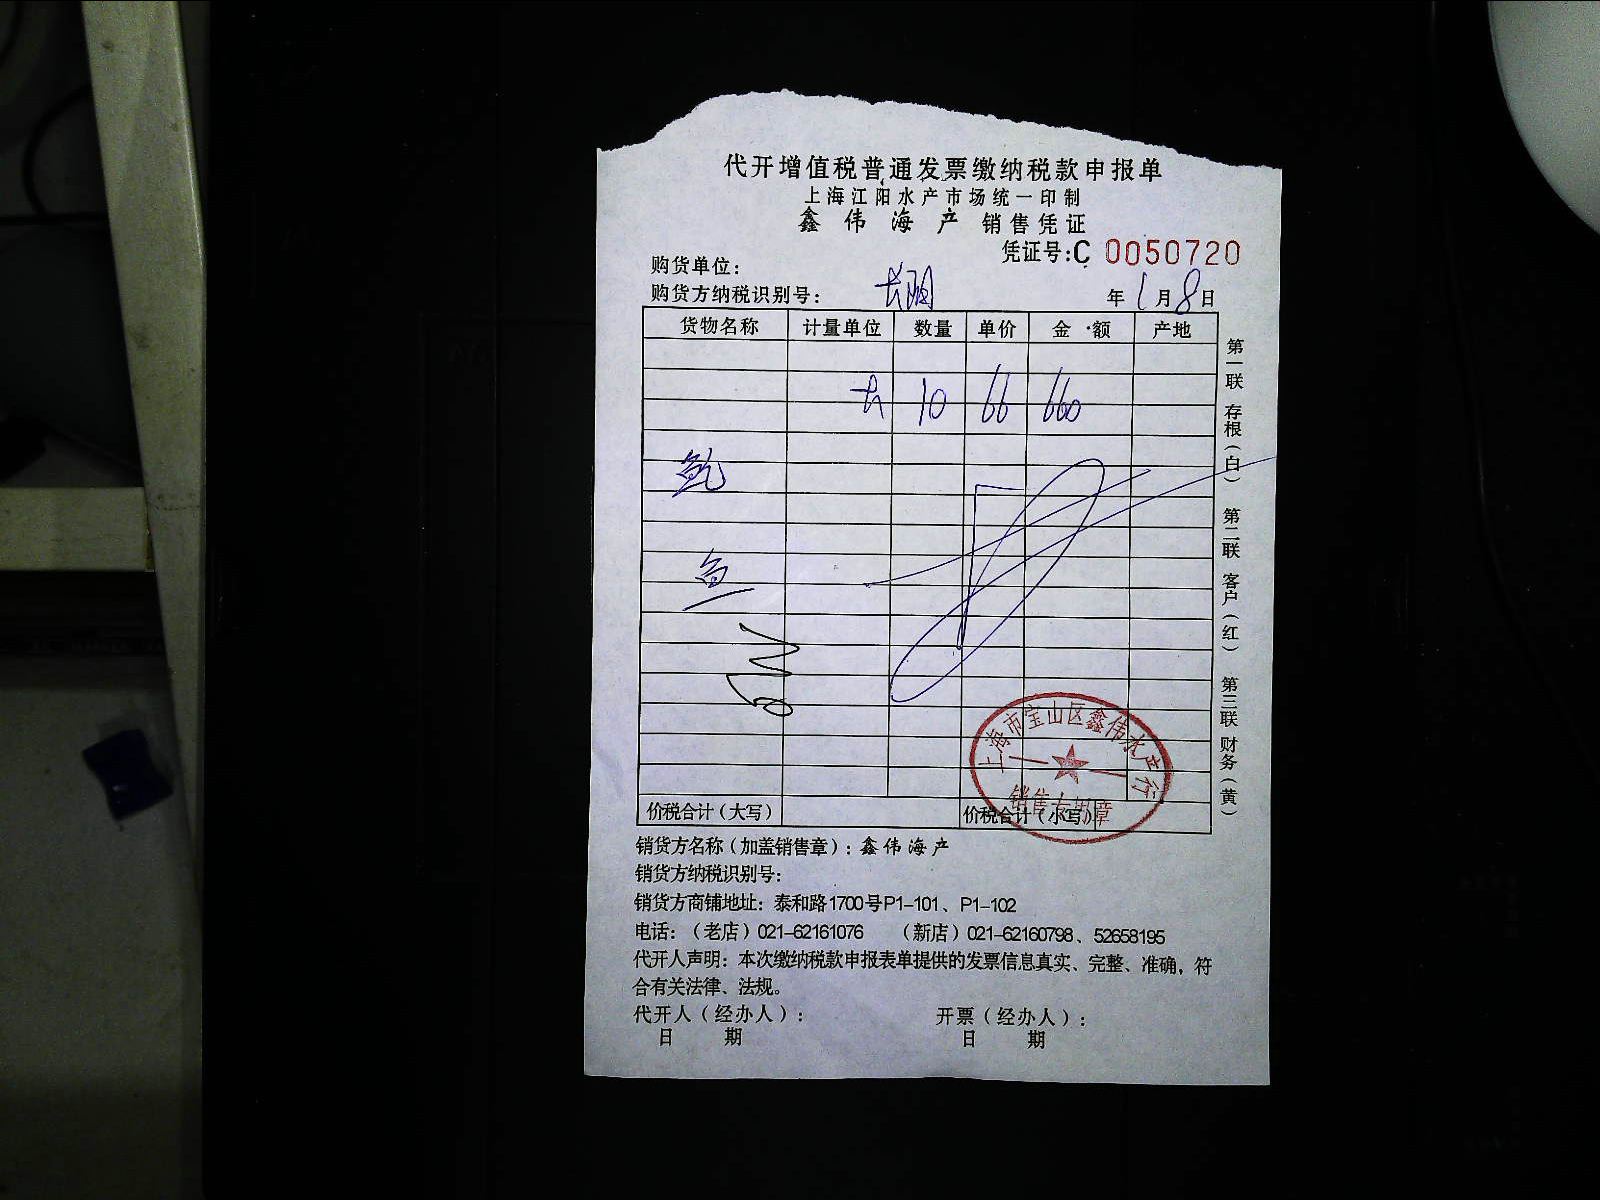 代开增值税普通发票缴纳税款申报单
上海江阳水产市场统一印制
鑫伟海产 销售凭证
凭证号:C 0050720
购货单位:
购货方纳税识别号: 年 1月8日
货物名称 计量单位 数量 单价 金额 产地
10 66 660
鲍
鱼
价税合计(大写) 价税合计(小写)
上海市宝山区鑫伟水产行
销售专用章
第一联 存根(白) 第二联 客户(红) 第三联 财务(黄)
销货方名称(加盖销售章): 鑫伟海产
销货方纳税识别号:
销货方商铺地址: 泰和路1700号P1-101、P1-102
电话:(老店)021-62161076 (新店)021-62160798、52658195
代开人声明: 本次缴纳税款申报表单提供的发票信息真实、完整、准确,符
合有关法律、法规。
代开人(经办人): 开票(经办人):
日 期 日 期